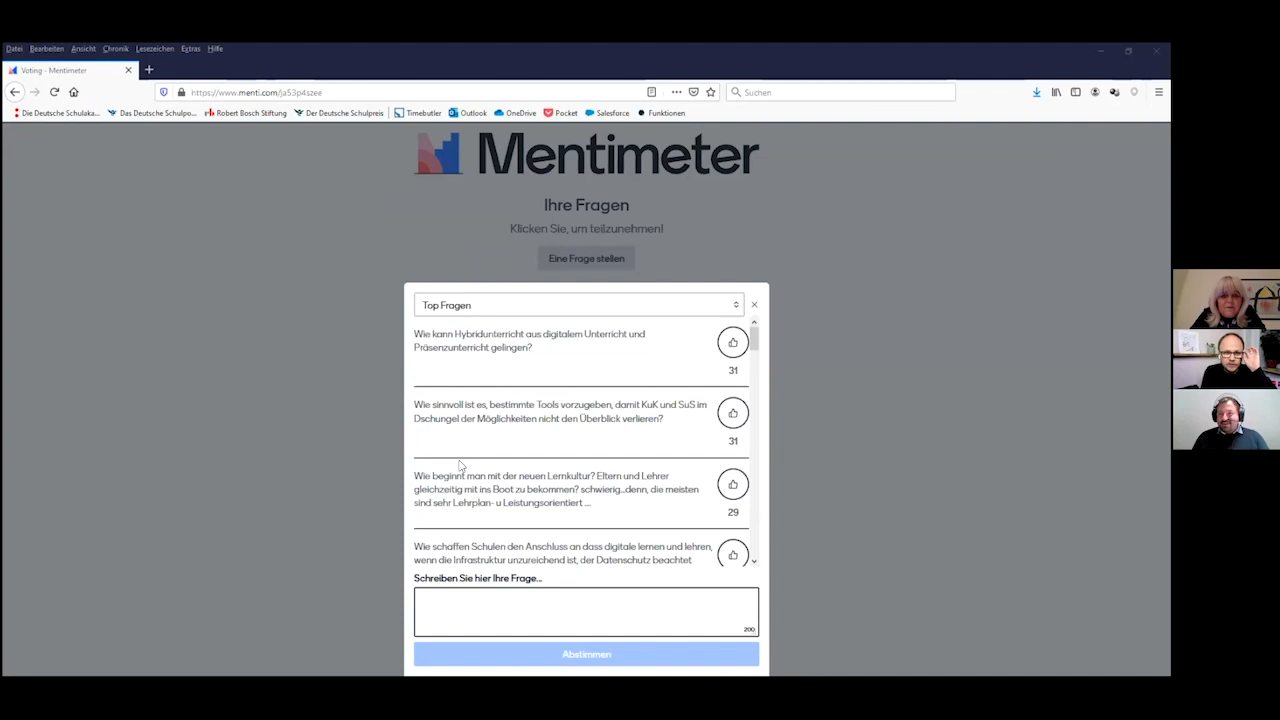 Datei Bearbeiten Ansicht Chronik Lesezeichen Extras Hilfe
Voting - Mentimeter
https://www.menti.com/ja53p4szee
Suchen
Die Deutsche Schulaka... Das Deutsche Schulpo... Robert Bosch Stiftung Der Deutsche Schulpreis Timebutler Outlook OneDrive Pocket Salesforce Funktionen
Mentimeter
Ihre Fragen
Klicken Sie, um teilzunehmen!
Eine Frage stellen
Top Fragen
Wie kann Hybridunterricht aus digitalem Unterricht und
Präsenzunterricht gelingen?
31
Wie sinnvoll ist es, bestimmte Tools vorzugeben, damit KuK und SuS im
Dschungel der Möglichkeiten nicht den Überblick verlieren?
31
Wie beginnt man mit der neuen Lernkultur? Eltern und Lehrer
gleichzeitig mit ins Boot zu bekommen? schwierig...denn, die meisten
sind sehr Lehrplan- u Leistungsorientiert ...
29
Wie schaffen Schulen den Anschluss an dass digitale lernen und lehren,
wenn die Infrastruktur unzureichend ist, der Datenschutz beachtet
Schreiben Sie hier Ihre Frage...
200
Abstimmen